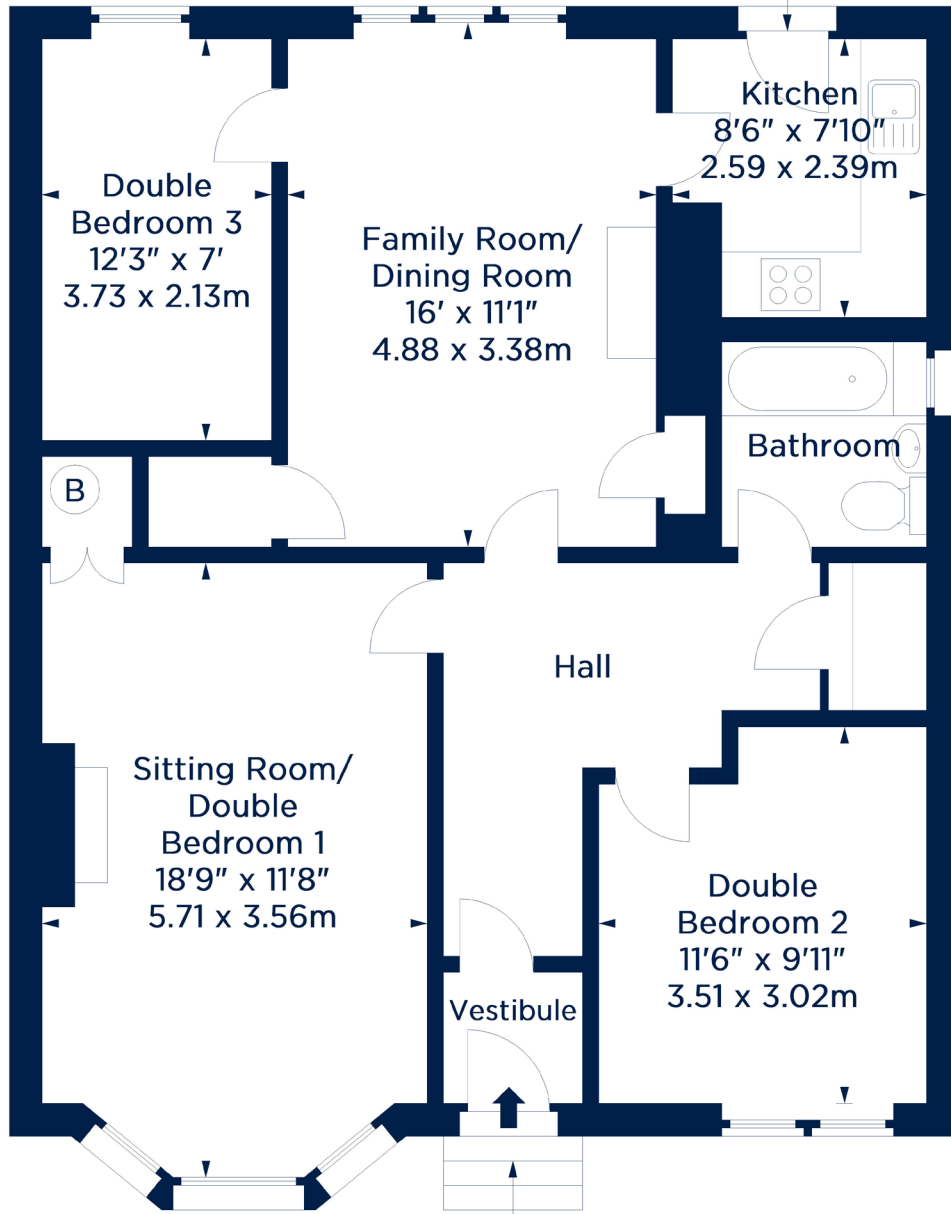 Kitchen
8'6" x 7'10"
2.59 x 2.39m
Double
Bedroom 3
12'3" x 7'
3.73 x 2.13m
Family Room/
Dining Room
16' x 11'1"
4.88 x 3.38m
Bathroom
B
Hall
Sitting Room/
Double
Bedroom 1
18'9" x 11'8"
5.71 x 3.56m
Double
Bedroom 2
11'6" x 9'11"
3.51 x 3.02m
Vestibule